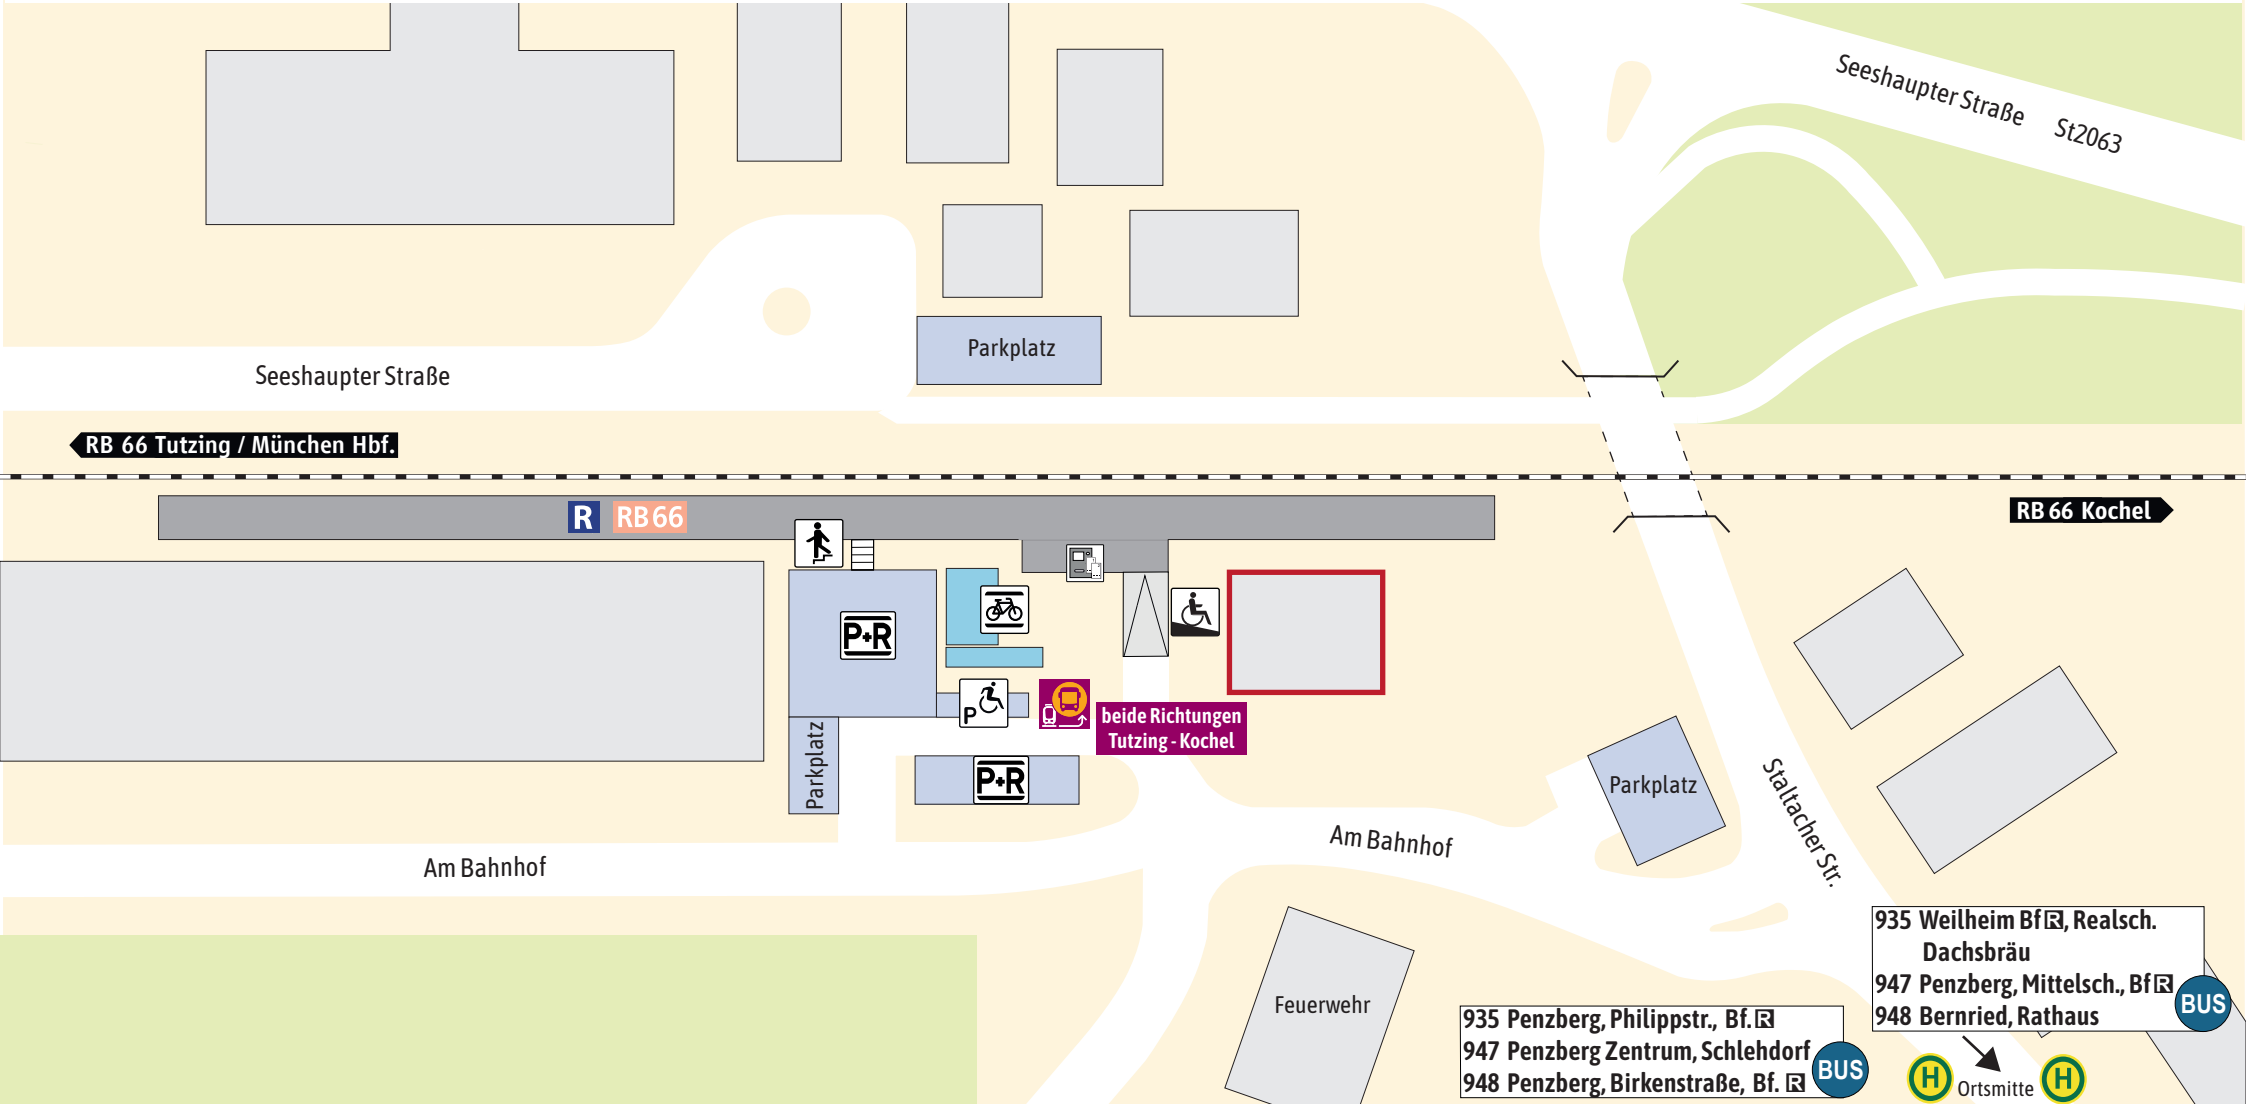 Seeshaupter Straße St2063
Parkplatz
Seeshaupter Straße
RB 66 Tutzing / München Hbf.
R RB 66
RB 66 Kochel
P+R
P
beide Richtungen
Tutzing - Kochel
Parkplatz
P+R
Parkplatz
Staltacher Str.
Am Bahnhof
Am Bahnhof
Feuerwehr
935 Weilheim Bf R, Realsch.
Dachsbräu
947 Penzberg, Mittelsch., Bf R
948 Bernried, Rathaus
BUS
935 Penzberg, Philippstr., Bf. R
947 Penzberg Zentrum, Schlehdorf
948 Penzberg, Birkenstraße, Bf. R
BUS
H Ortsmitte H